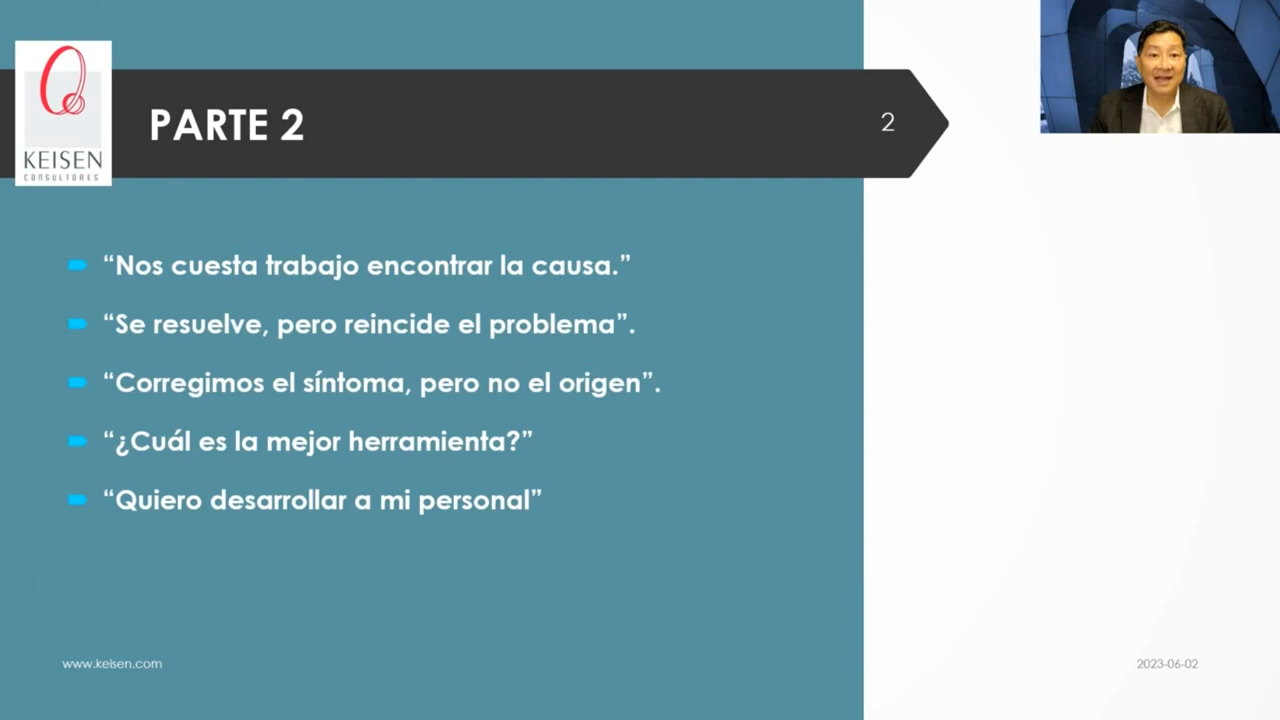 KEISEN
CONSULTORES
PARTE 2
2
“Nos cuesta trabajo encontrar la causa.”
“Se resuelve, pero reincide el problema”.
“Corregimos el síntoma, pero no el origen”.
“¿Cuál es la mejor herramienta?”
“Quiero desarrollar a mi personal”
www.keisen.com
2023-06-02